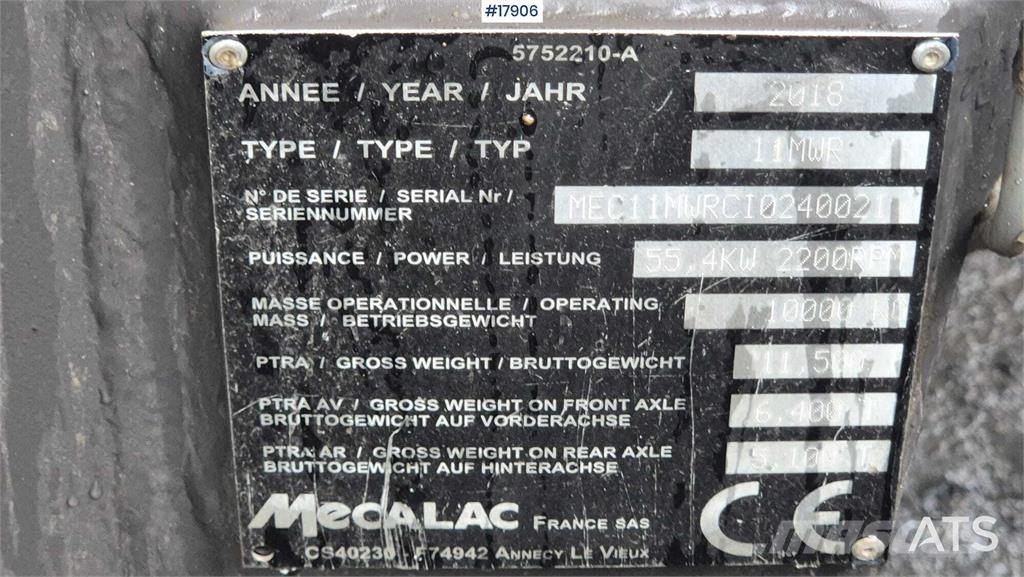 #17906
5752210-A
ANNEE / YEAR / JAHR 2018
TYPE / TYPE / TYP 11MWR
N° DE SERIE / SERIAL Nr /
SERIENNUMMER MEC11MWRCI0240021
PUISSANCE / POWER / LEISTUNG 55,4KW 2200RPM
MASSE OPERATIONNELLE / OPERATING
MASS / BETRIEBSGEWICHT 10000
PTRA / GROSS WEIGHT / BRUTTOGEWICHT
PTRA AV / GROSS WEIGHT ON FRONT AXLE
BRUTTOGEWICHT AUF VORDERACHSE 6,400
PTRA AR / GROSS WEIGHT ON REAR AXLE
BRUTTOGEWICHT AUF HINTERACHSE
MECALAC FRANCE SAS
CS40230 - F74942 ANNECY LE VIEUX
CE
ATS